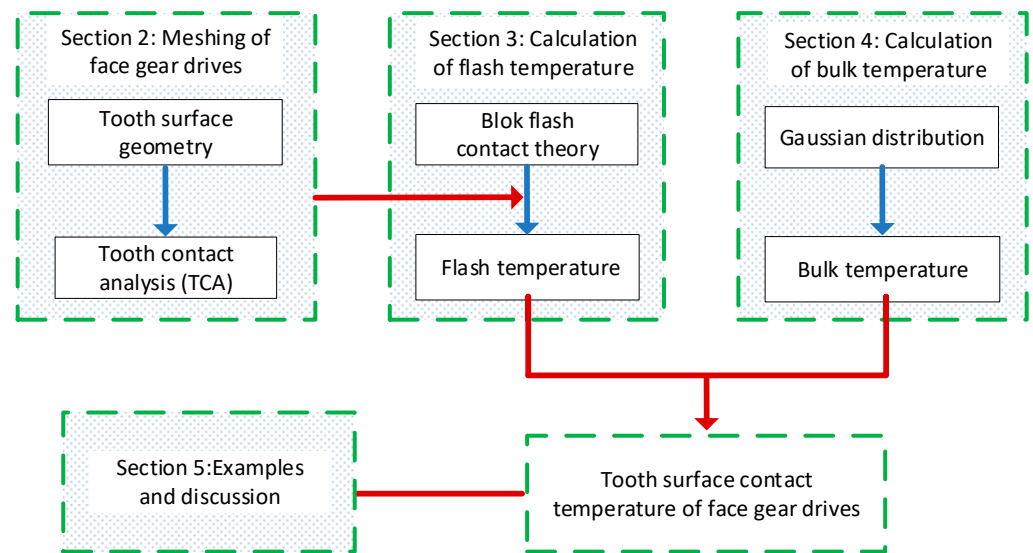 Section 2: Meshing of
face gear drives
Tooth surface
geometry
Tooth contact
analysis (TCA)
Section 3: Calculation
of flash temperature
Blok flash
contact theory
Flash temperature
Section 4: Calculation
of bulk temperature
Gaussian distribution
Bulk temperature
Section 5:Examples
and discussion
Tooth surface contact
temperature of face gear drives